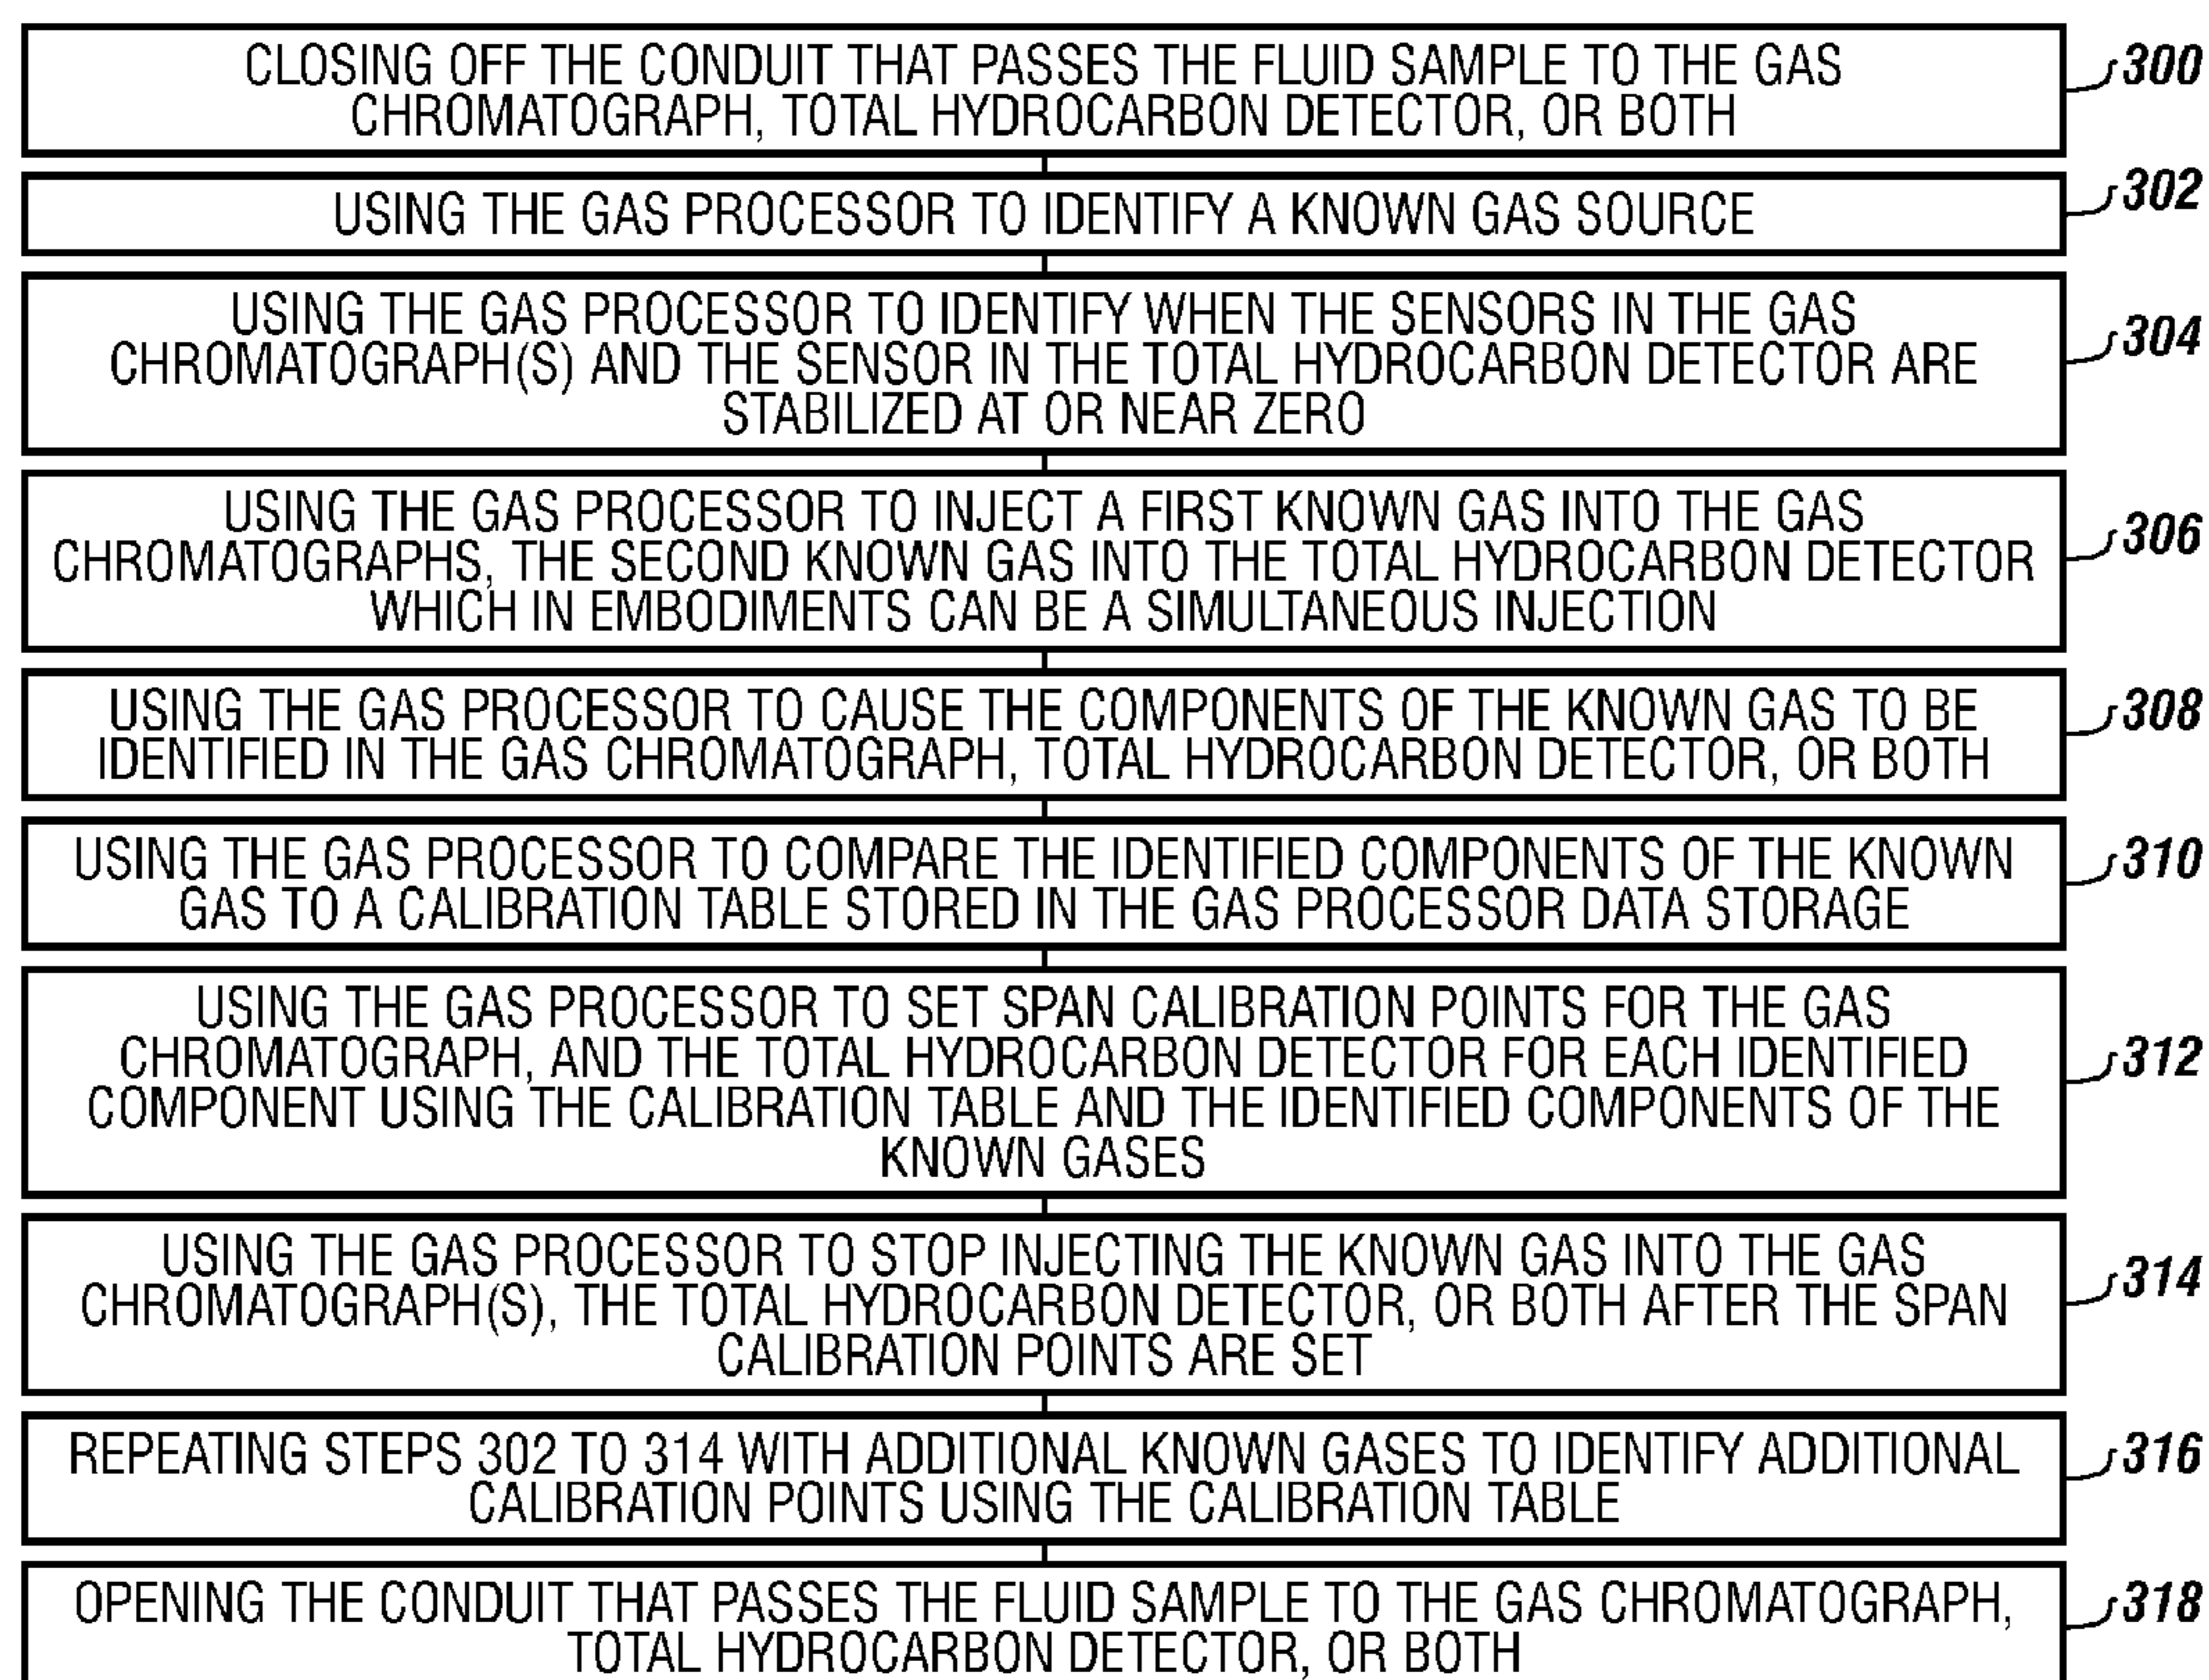 CLOSING OFF THE CONDUIT THAT PASSES THE FLUID SAMPLE TO THE GAS
CHROMATOGRAPH, TOTAL HYDROCARBON DETECTOR, OR BOTH
300
USING THE GAS PROCESSOR TO IDENTIFY A KNOWN GAS SOURCE
302
USING THE GAS PROCESSOR TO IDENTIFY WHEN THE SENSORS IN THE GAS
CHROMATOGRAPH(S) AND THE SENSOR IN THE TOTAL HYDROCARBON DETECTOR ARE
STABILIZED AT OR NEAR ZERO
304
USING THE GAS PROCESSOR TO INJECT A FIRST KNOWN GAS INTO THE GAS
CHROMATOGRAPHS, THE SECOND KNOWN GAS INTO THE TOTAL HYDROCARBON DETECTOR
WHICH IN EMBODIMENTS CAN BE A SIMULTANEOUS INJECTION
306
USING THE GAS PROCESSOR TO CAUSE THE COMPONENTS OF THE KNOWN GAS TO BE
IDENTIFIED IN THE GAS CHROMATOGRAPH, TOTAL HYDROCARBON DETECTOR, OR BOTH
308
USING THE GAS PROCESSOR TO COMPARE THE IDENTIFIED COMPONENTS OF THE KNOWN
GAS TO A CALIBRATION TABLE STORED IN THE GAS PROCESSOR DATA STORAGE
310
USING THE GAS PROCESSOR TO SET SPAN CALIBRATION POINTS FOR THE GAS
CHROMATOGRAPH, AND THE TOTAL HYDROCARBON DETECTOR FOR EACH IDENTIFIED
COMPONENT USING THE CALIBRATION TABLE AND THE IDENTIFIED COMPONENTS OF THE
KNOWN GASES
312
USING THE GAS PROCESSOR TO STOP INJECTING THE KNOWN GAS INTO THE GAS
CHROMATOGRAPH(S), THE TOTAL HYDROCARBON DETECTOR, OR BOTH AFTER THE SPAN
CALIBRATION POINTS ARE SET
314
REPEATING STEPS 302 TO 314 WITH ADDITIONAL KNOWN GASES TO IDENTIFY ADDITIONAL
CALIBRATION POINTS USING THE CALIBRATION TABLE
316
OPENING THE CONDUIT THAT PASSES THE FLUID SAMPLE TO THE GAS CHROMATOGRAPH,
TOTAL HYDROCARBON DETECTOR, OR BOTH
318